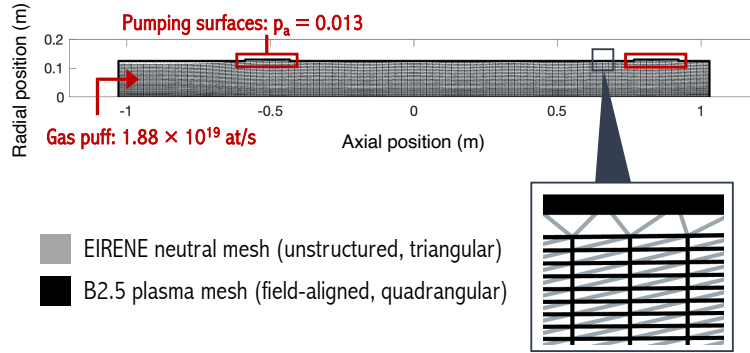 Pumping surfaces: pₐ = 0.013
0.2
0.1
0
Radial position (m)
-1
-0.5
0
0.5
1
Gas puff: 1.88 × 10¹⁹ at/s
Axial position (m)
EIRENE neutral mesh (unstructured, triangular)
B2.5 plasma mesh (field-aligned, quadrangular)